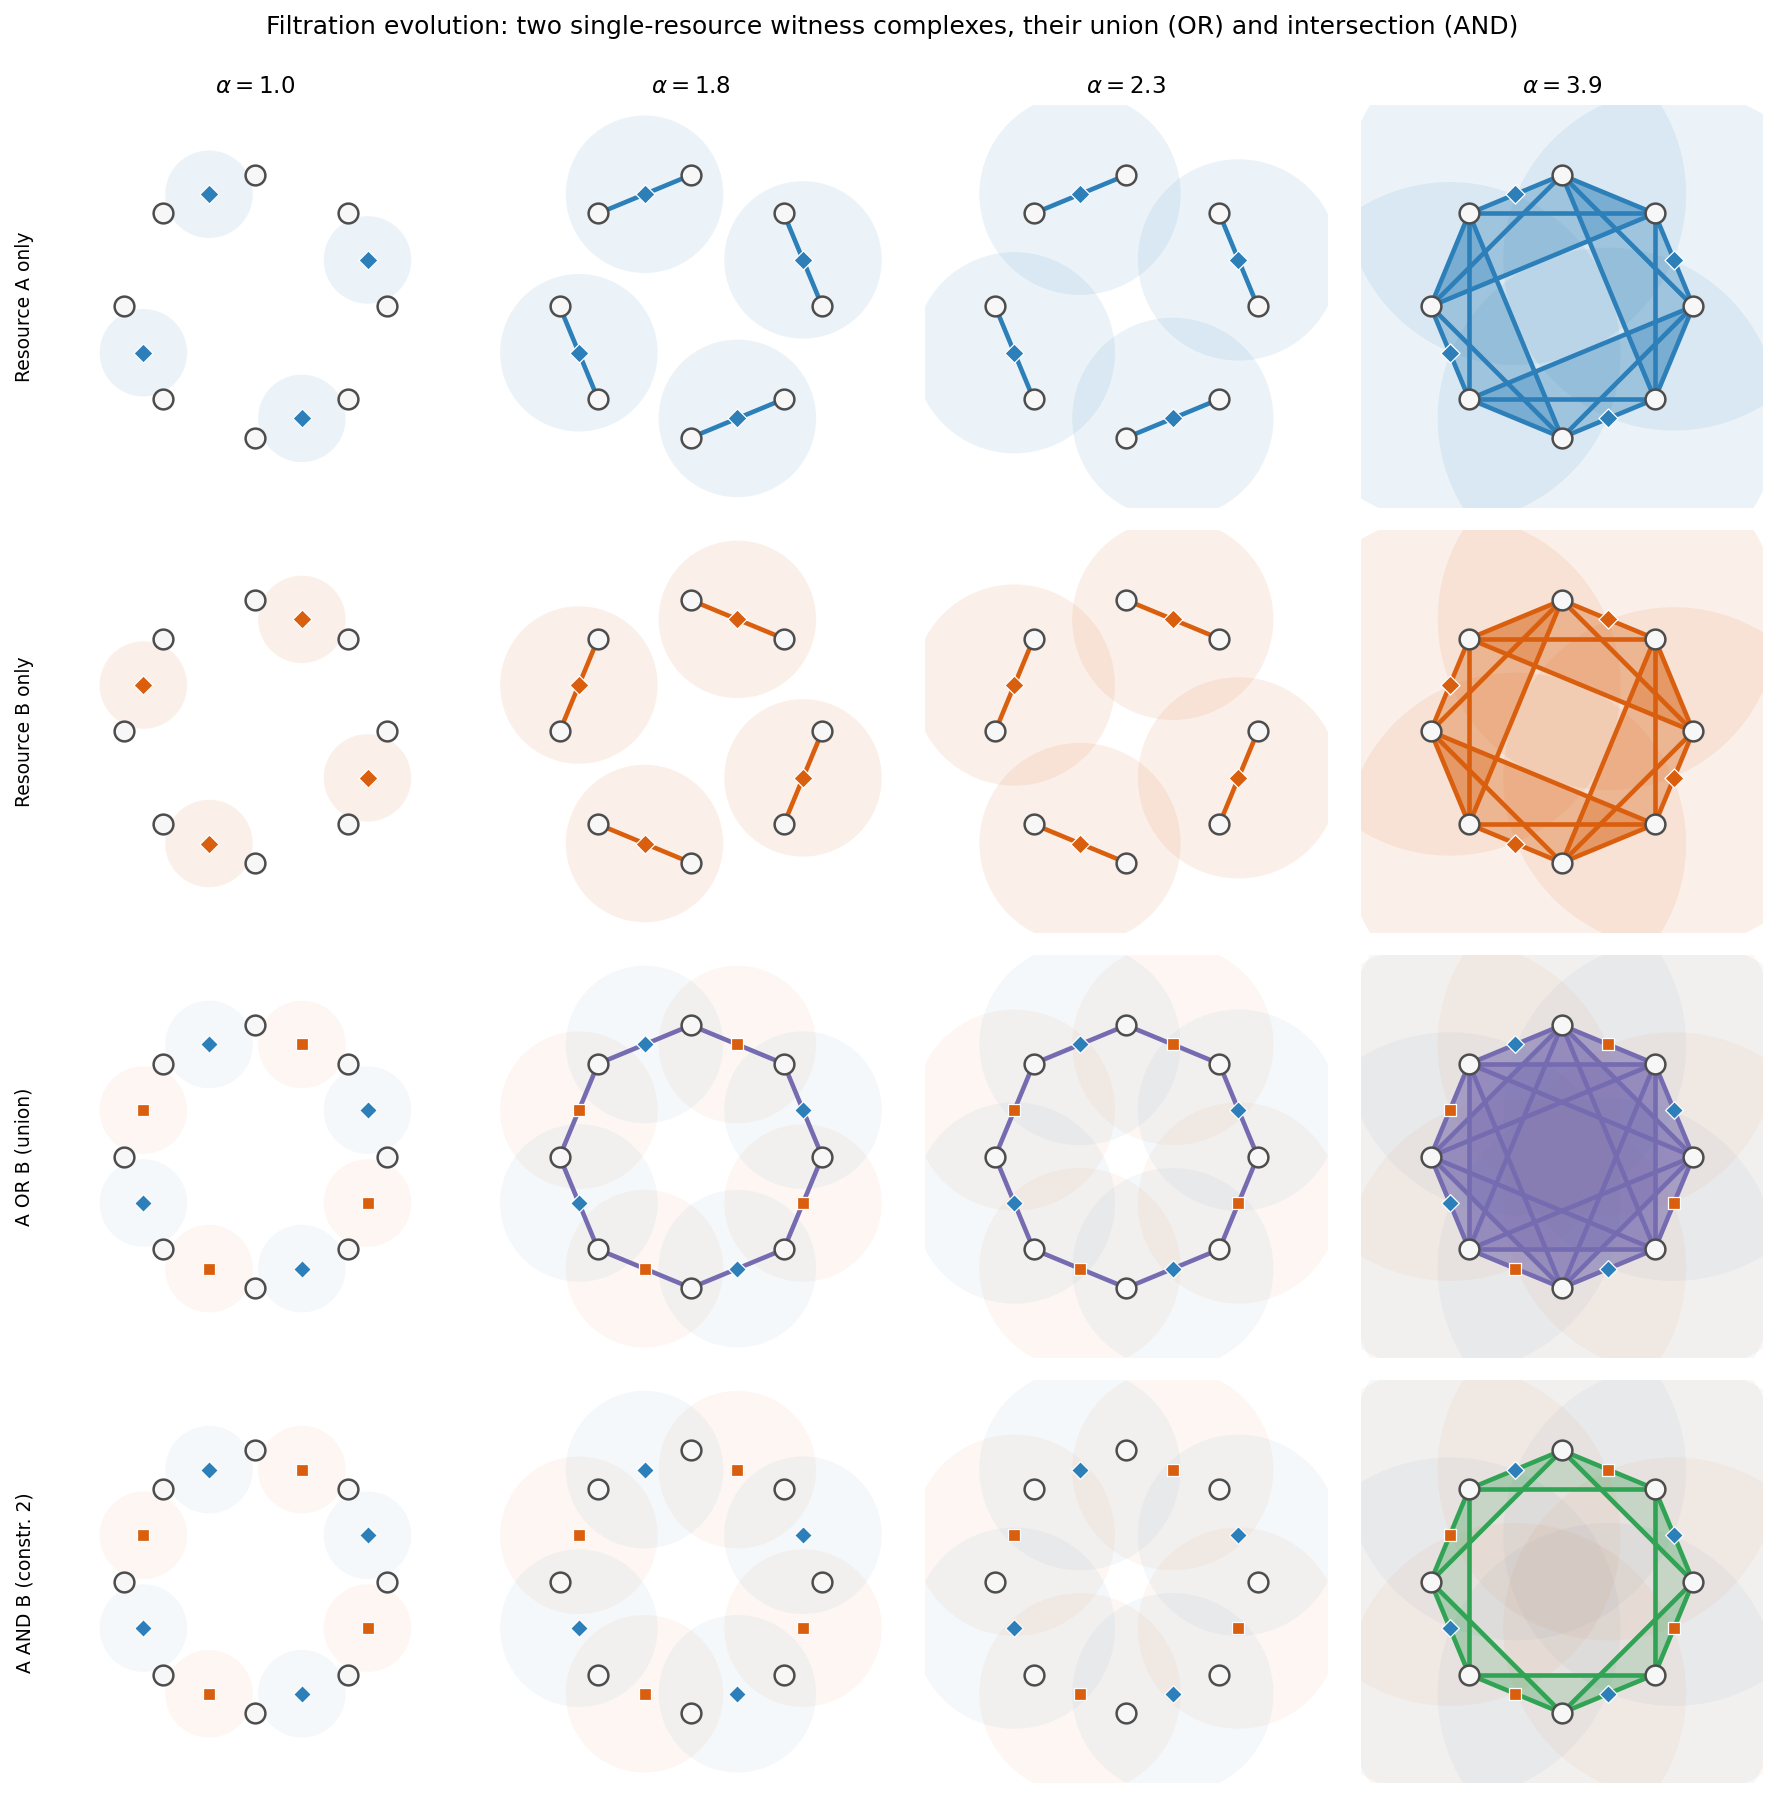 Filtration evolution: two single-resource witness complexes, their union (OR) and intersection (AND)
α = 1.0
α = 1.8
α = 2.3
α = 3.9
Resource A only
Resource B only
A OR B (union)
A AND B (constr. 2)